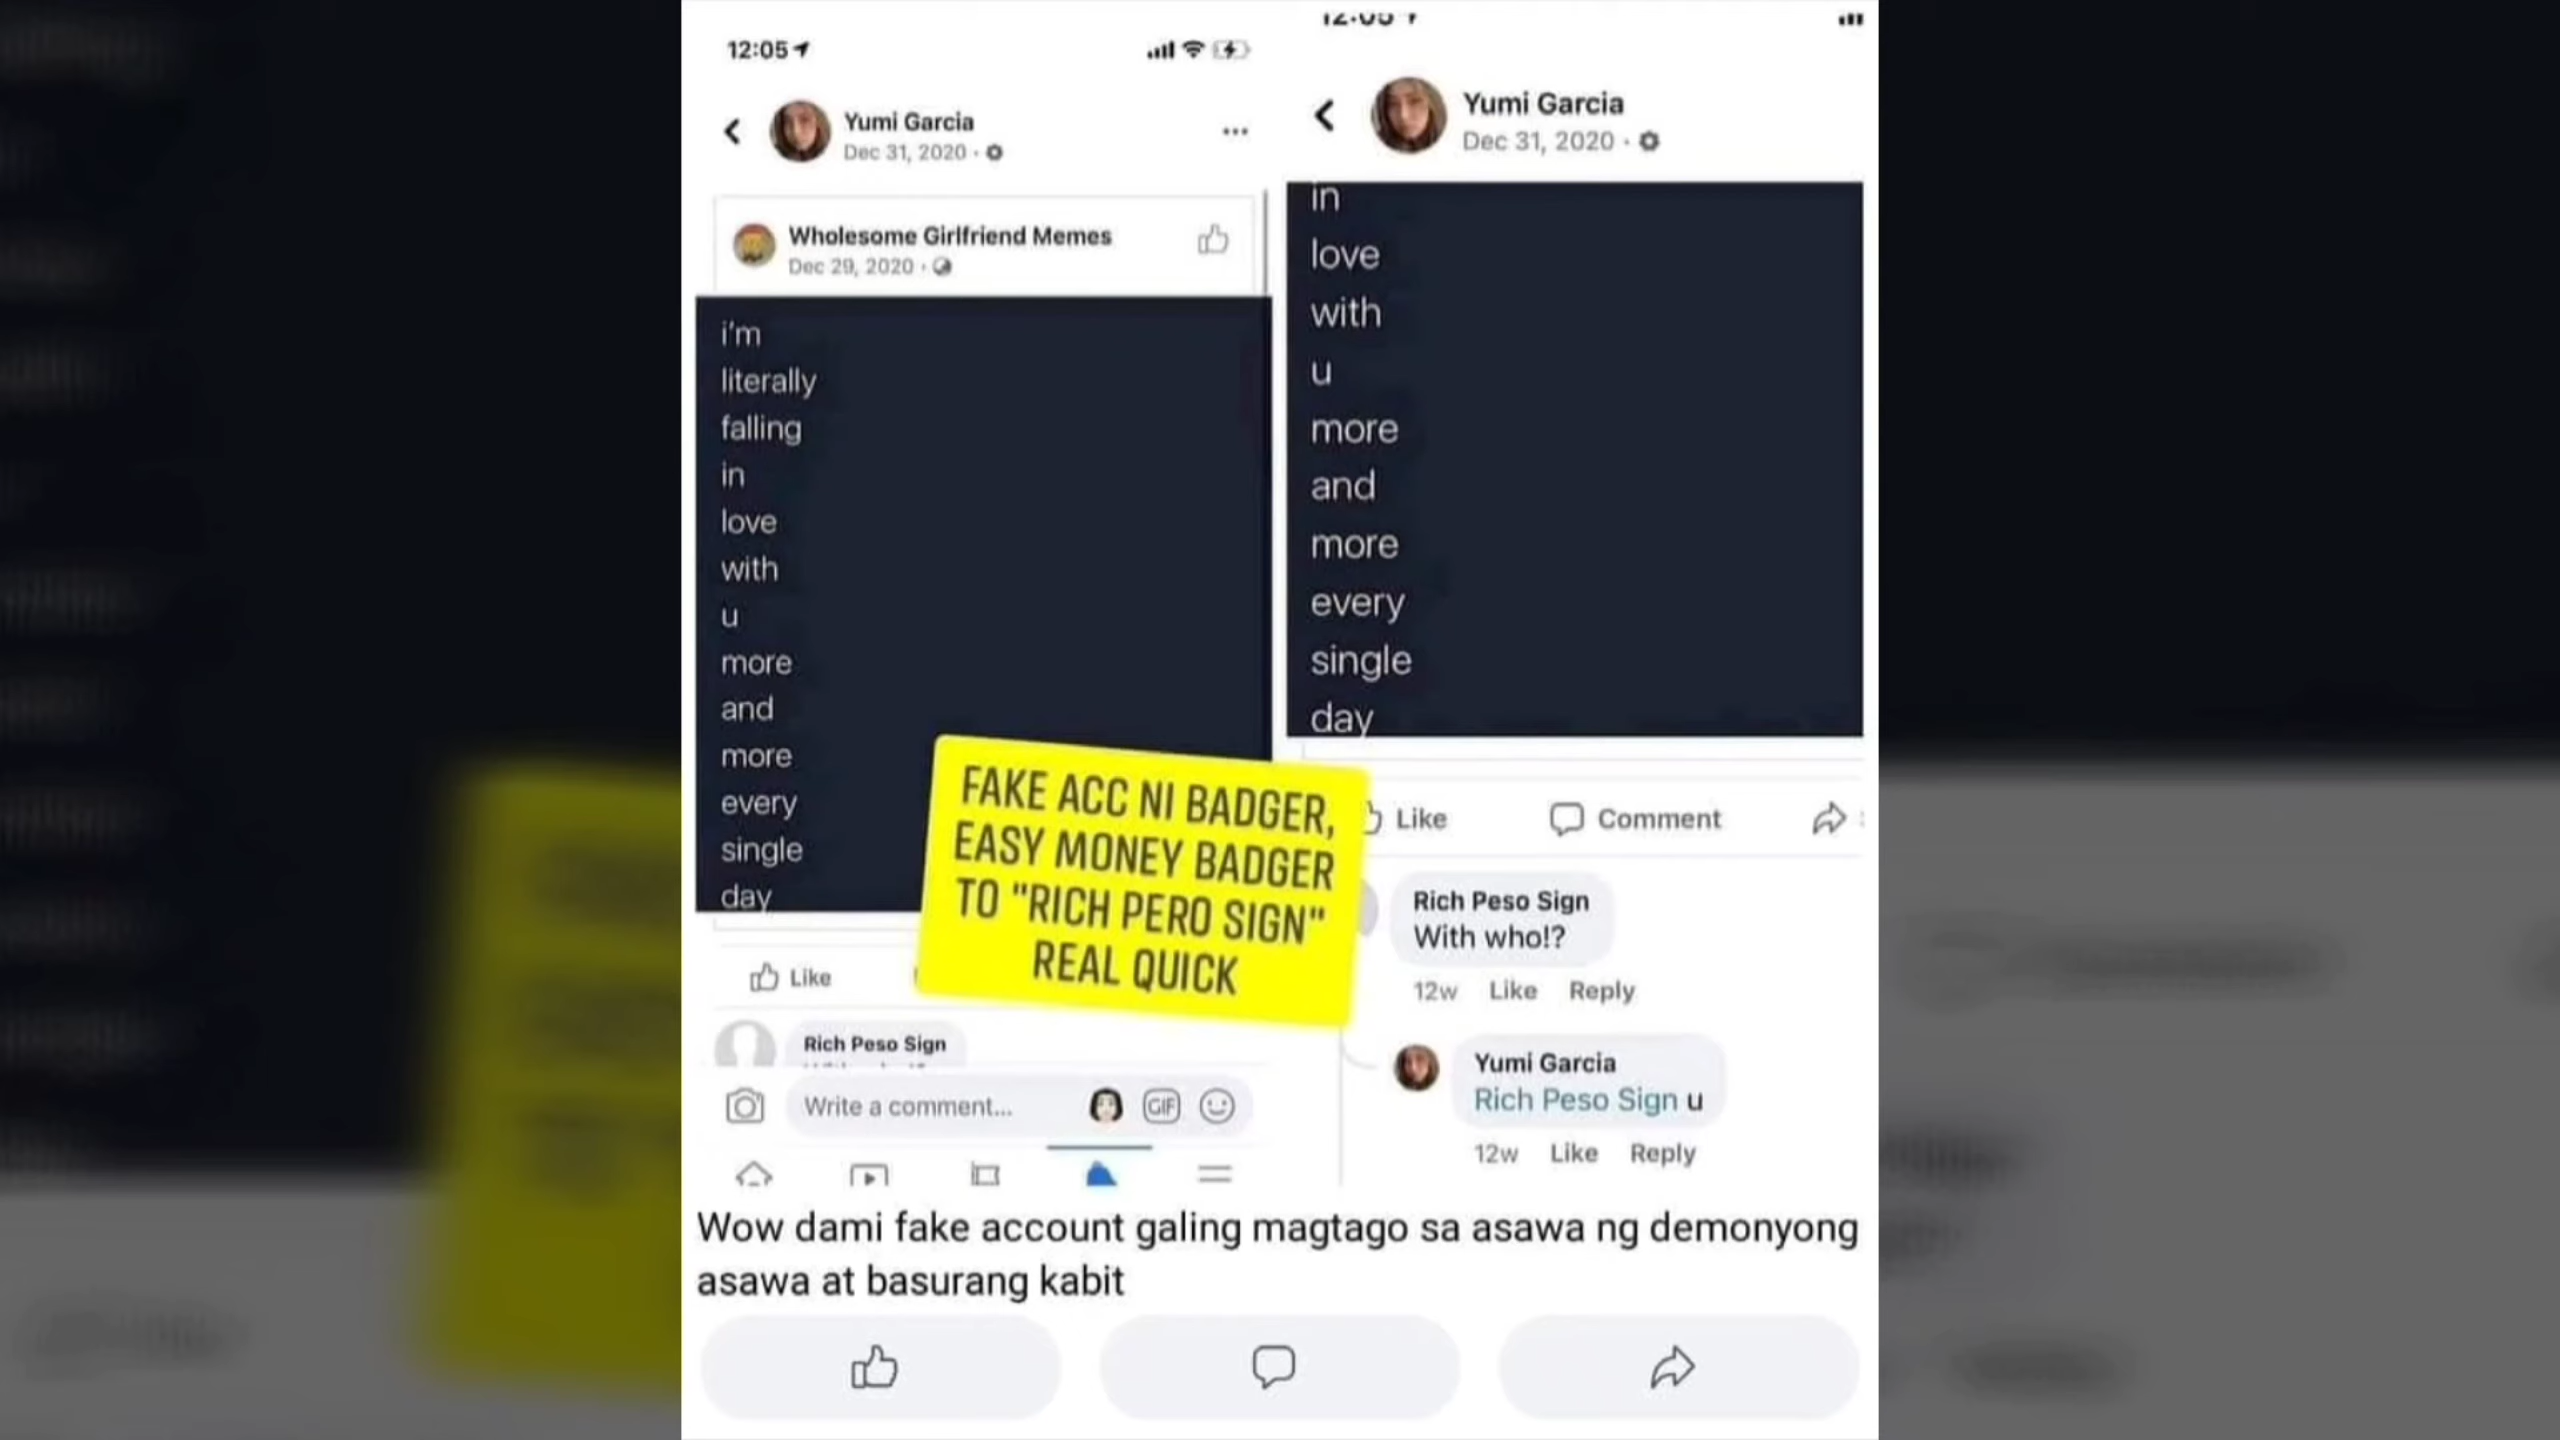 12:05
Yumi Garcia
Dec 31, 2020 ·
Wholesome Girlfriend Memes
Dec 29, 2020 ·
i'm
literally
falling
in
love
with
u
more
and
more
every
single
day
Like
Rich Peso Sign
Write a comment...
GIF
12:05
Yumi Garcia
Dec 31, 2020 ·
in
love
with
u
more
and
more
every
single
day
Like Comment
Rich Peso Sign
With who!?
12w Like Reply
Yumi Garcia
Rich Peso Sign u
12w Like Reply
FAKE ACC NI BADGER,
EASY MONEY BADGER
TO "RICH PERO SIGN"
REAL QUICK
Wow dami fake account galing magtago sa asawa ng demonyong
asawa at basurang kabit